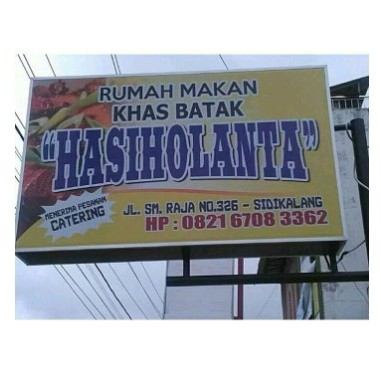 RUMAH MAKAN
KHAS BATAK
"HASIHOLANTA"
MENERIMA PESANAN
CATERING
JL. SM. RAJA NO.326 - SIDIKALANG
HP : 0821 6708 3362